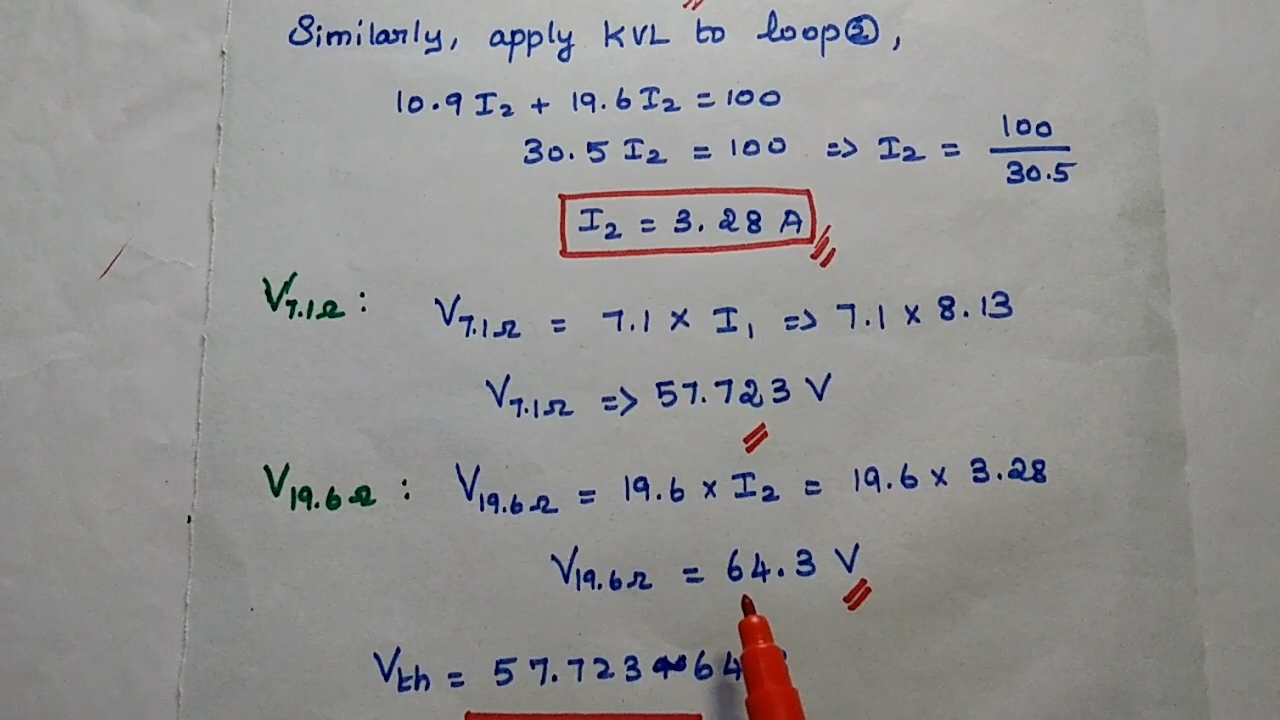 Similarly, apply KVL to loop②,
10.9 I₂ + 19.6 I₂ = 100
30.5 I₂ = 100 => I₂ = 100/30.5
I₂ = 3.28 A
V₇.₁Ω : V₇.₁Ω = 7.1 × I₁ => 7.1 × 8.13
V₇.₁Ω => 57.723 V
V₁₉.₆Ω : V₁₉.₆Ω = 19.6 × I₂ = 19.6 × 3.28
V₁₉.₆Ω = 64.3 V
Vth = 57.723 - 64